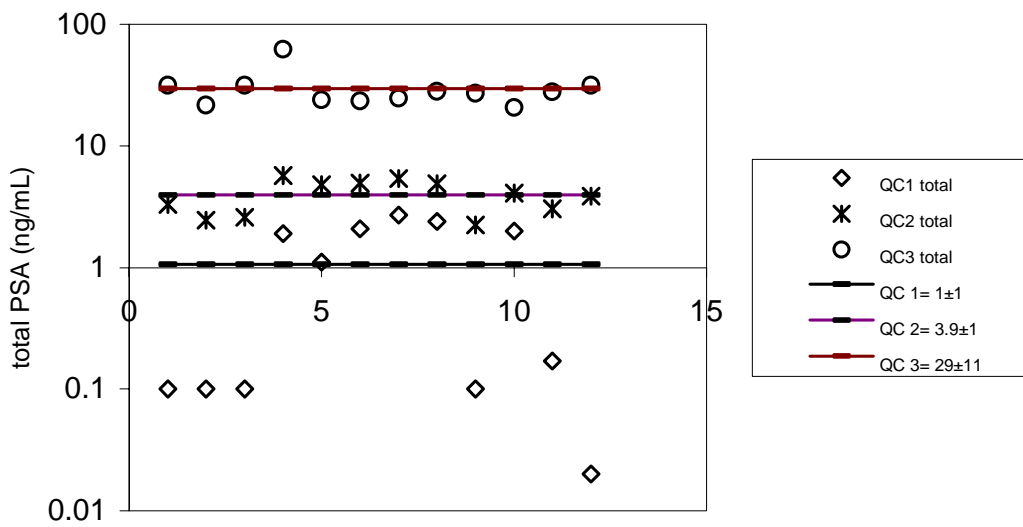 100
10
1
0.1
0.01
0
5
10
15
total PSA (ng/mL)
QC1 total
QC2 total
QC3 total
QC 1= 1±1
QC 2= 3.9±1
QC 3= 29±11